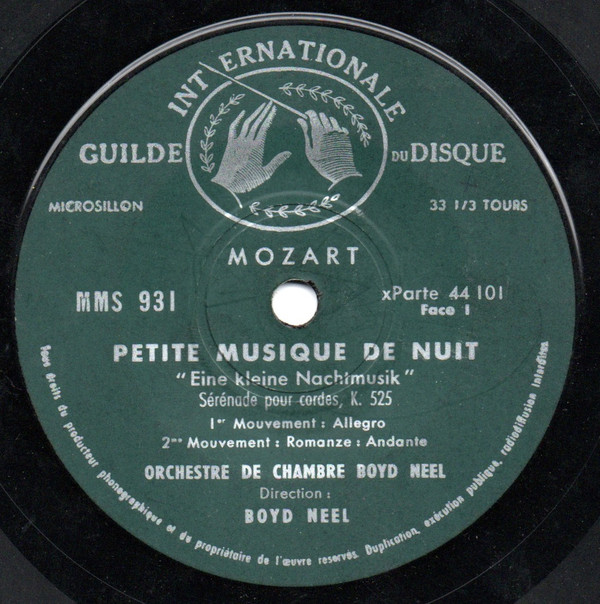 INTERNATIONALE
GUILDE DU DISQUE
MICROSILLON
33 1/3 TOURS
MOZART
MMS 931
xParte 44 101
Face 1
PETITE MUSIQUE DE NUIT
"Eine kleine Nachtmusik"
Sérénade pour cordes, K. 525
1er Mouvement : Allegro
2me Mouvement : Romanze : Andante
ORCHESTRE DE CHAMBRE BOYD NEEL
Direction :
BOYD NEEL
Tous droits du producteur phonographique et du propriétaire de l'œuvre reservés. Duplication, exécution publique, radiodiffusion interdites